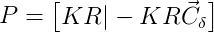 P = [KR| − KR\vec{C}_δ]